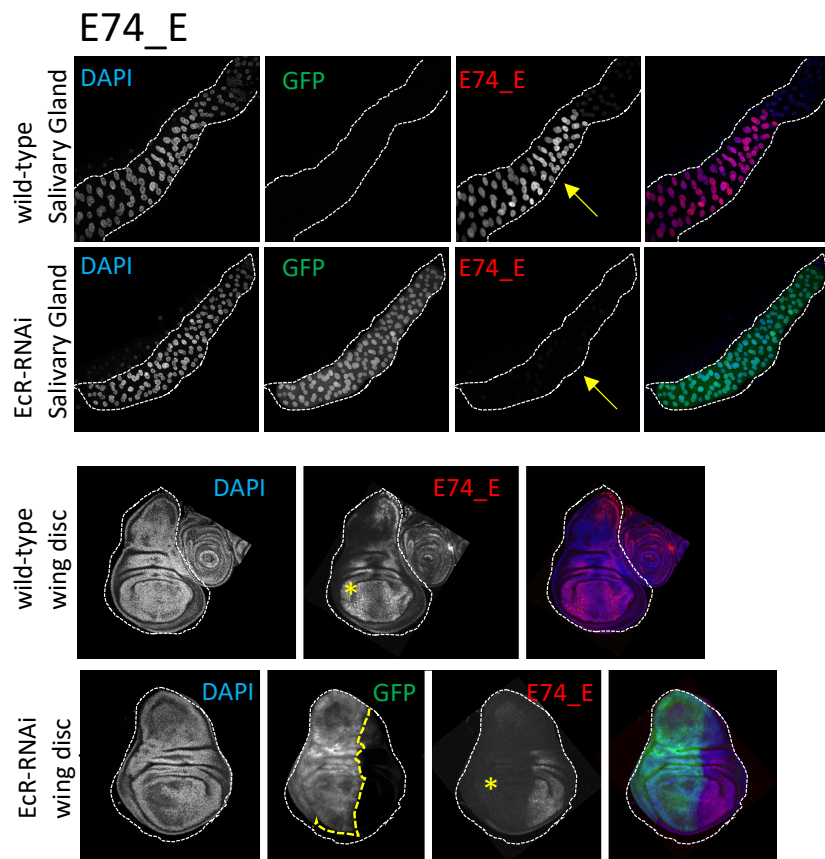 E74_E
wild-type
Salivary Gland
DAPI
GFP
E74_E
EcR-RNAi
Salivary Gland
DAPI
GFP
E74_E
wild-type
wing disc
DAPI
E74_E
*
EcR-RNAi
wing disc
DAPI
GFP
E74_E
*